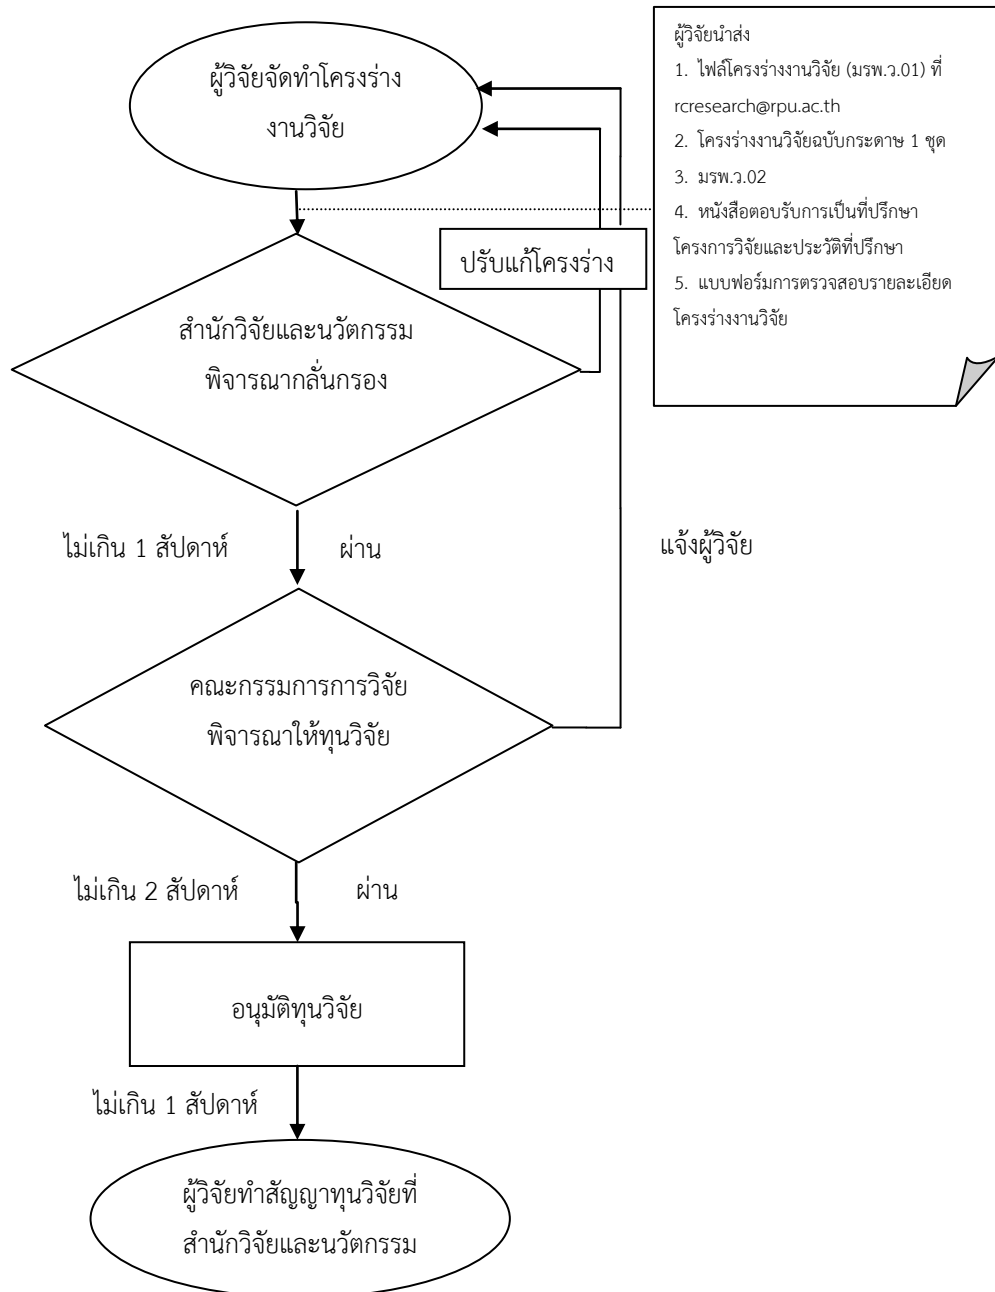 ผู้วิจัยจัดทำโครงร่าง
งานวิจัย
ผู้วิจัยนำส่ง
1. ไฟล์โครงร่างงานวิจัย (มรพ.ว.01) ที่
rcresearch@rpu.ac.th
2. โครงร่างงานวิจัยฉบับกระดาษ 1 ชุด
3. มรพ.ว.02
4. หนังสือตอบรับการเป็นที่ปรึกษา
โครงการวิจัยและประวัติที่ปรึกษา
5. แบบฟอร์มการตรวจสอบรายละเอียด
โครงร่างงานวิจัย
ปรับแก้โครงร่าง
สำนักวิจัยและนวัตกรรม
พิจารณากลั่นกรอง
ไม่เกิน 1 สัปดาห์
ผ่าน
แจ้งผู้วิจัย
คณะกรรมการการวิจัย
พิจารณาให้ทุนวิจัย
ไม่เกิน 2 สัปดาห์
ผ่าน
อนุมัติทุนวิจัย
ไม่เกิน 1 สัปดาห์
ผู้วิจัยทำสัญญาทุนวิจัยที่
สำนักวิจัยและนวัตกรรม